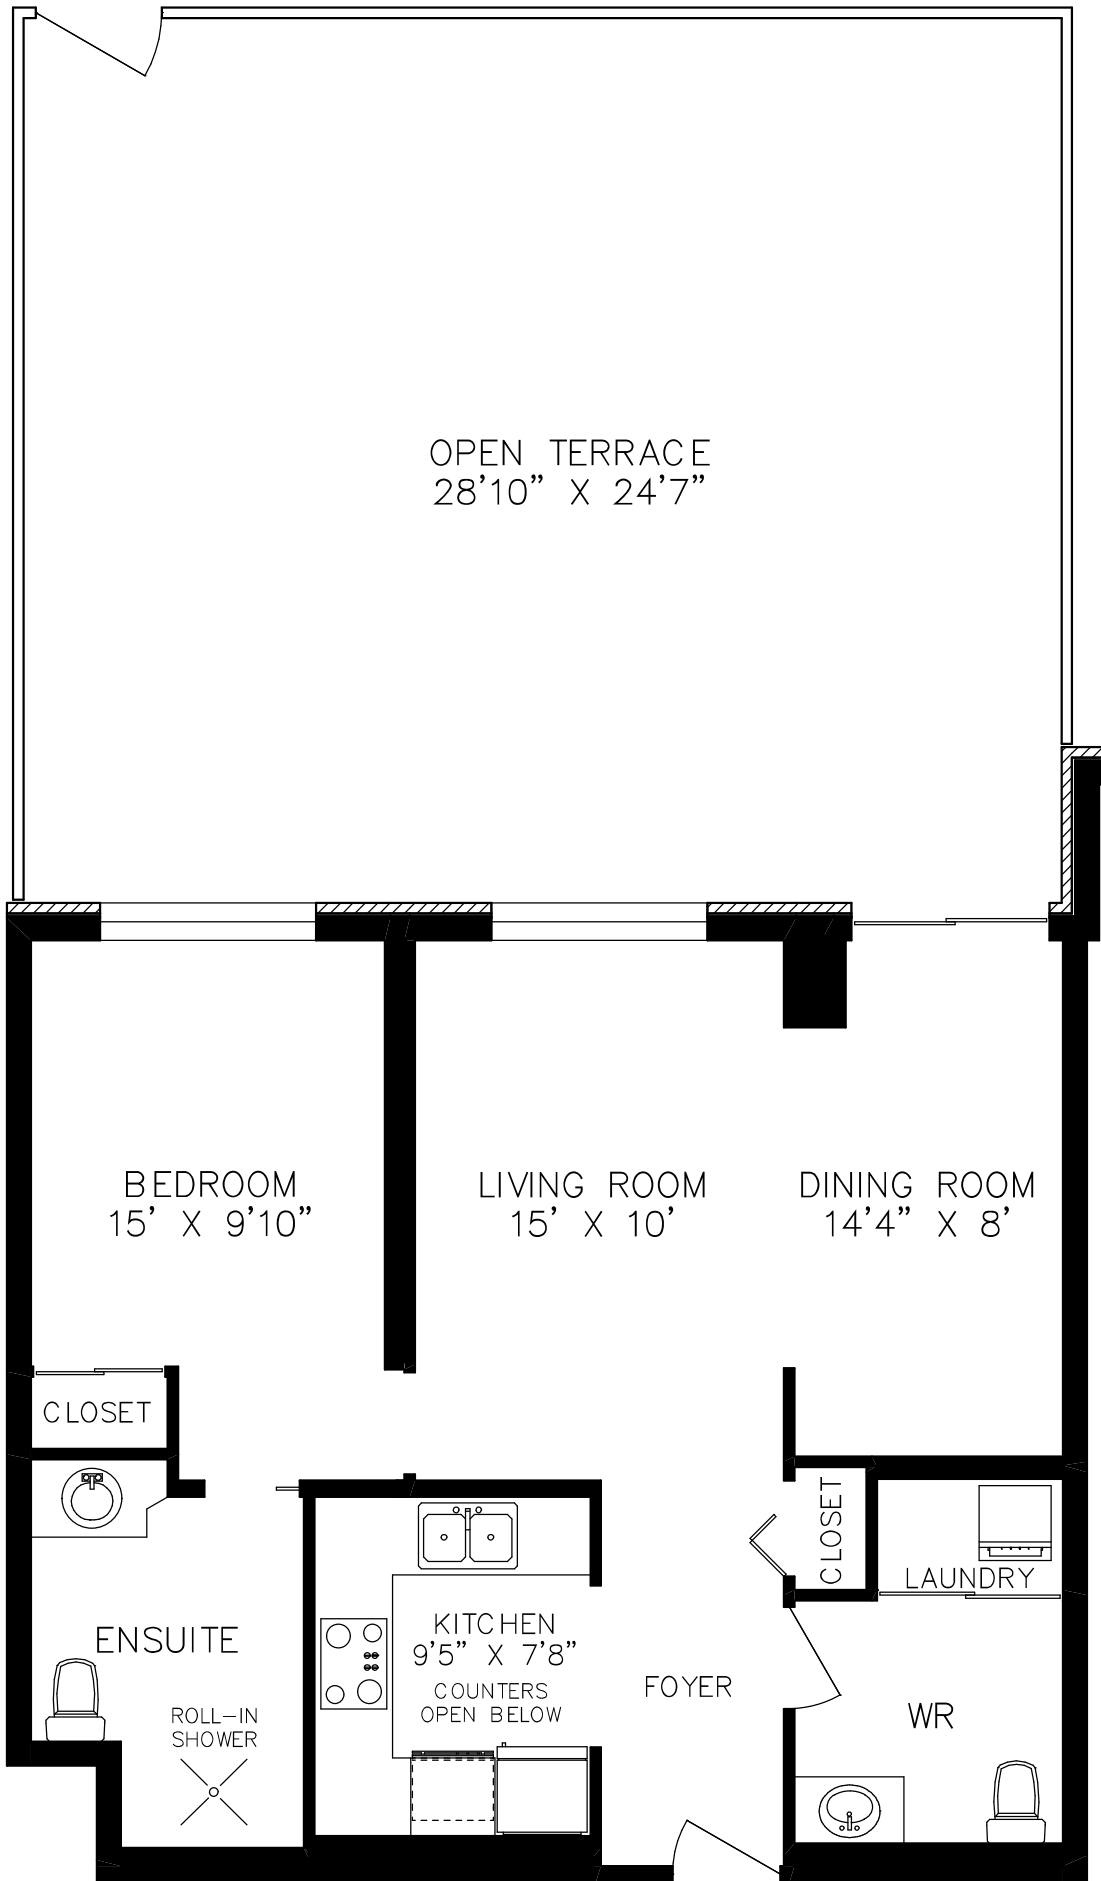 OPEN TERRACE
28'10" X 24'7"
BEDROOM
15' X 9'10"
LIVING ROOM
15' X 10'
DINING ROOM
14'4" X 8'
CLOSET
CLOSET
LAUNDRY
ENSUITE
ROLL-IN
SHOWER
KITCHEN
9'5" X 7'8"
COUNTERS
OPEN BELOW
FOYER
WR